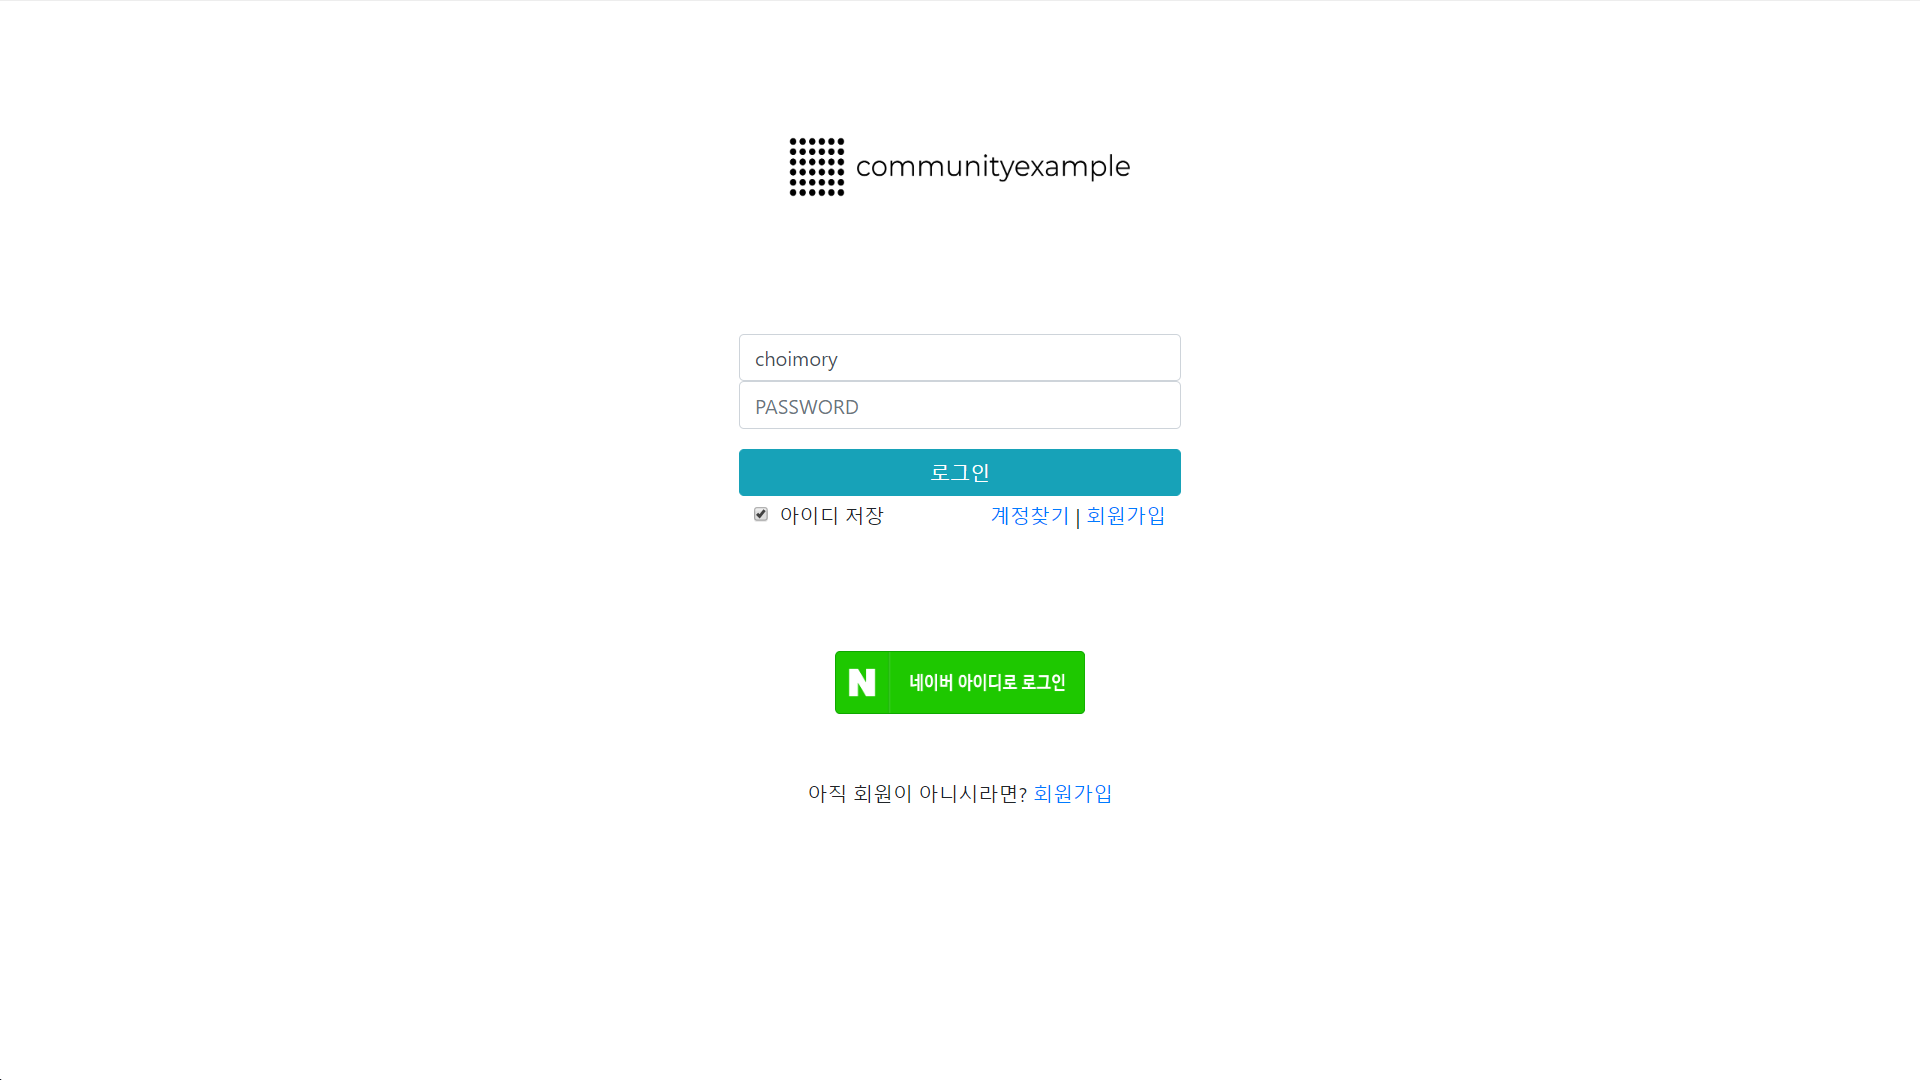 communityexample
choimory
PASSWORD
로그인
아이디 저장 계정찾기 | 회원가입
N 네이버 아이디로 로그인
아직 회원이 아니시라면? 회원가입